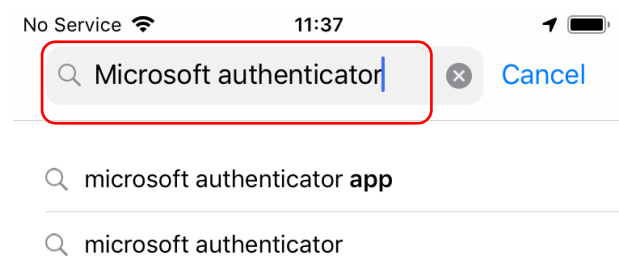 No Service 11:37
Microsoft authenticator Cancel
microsoft authenticator app
microsoft authenticator